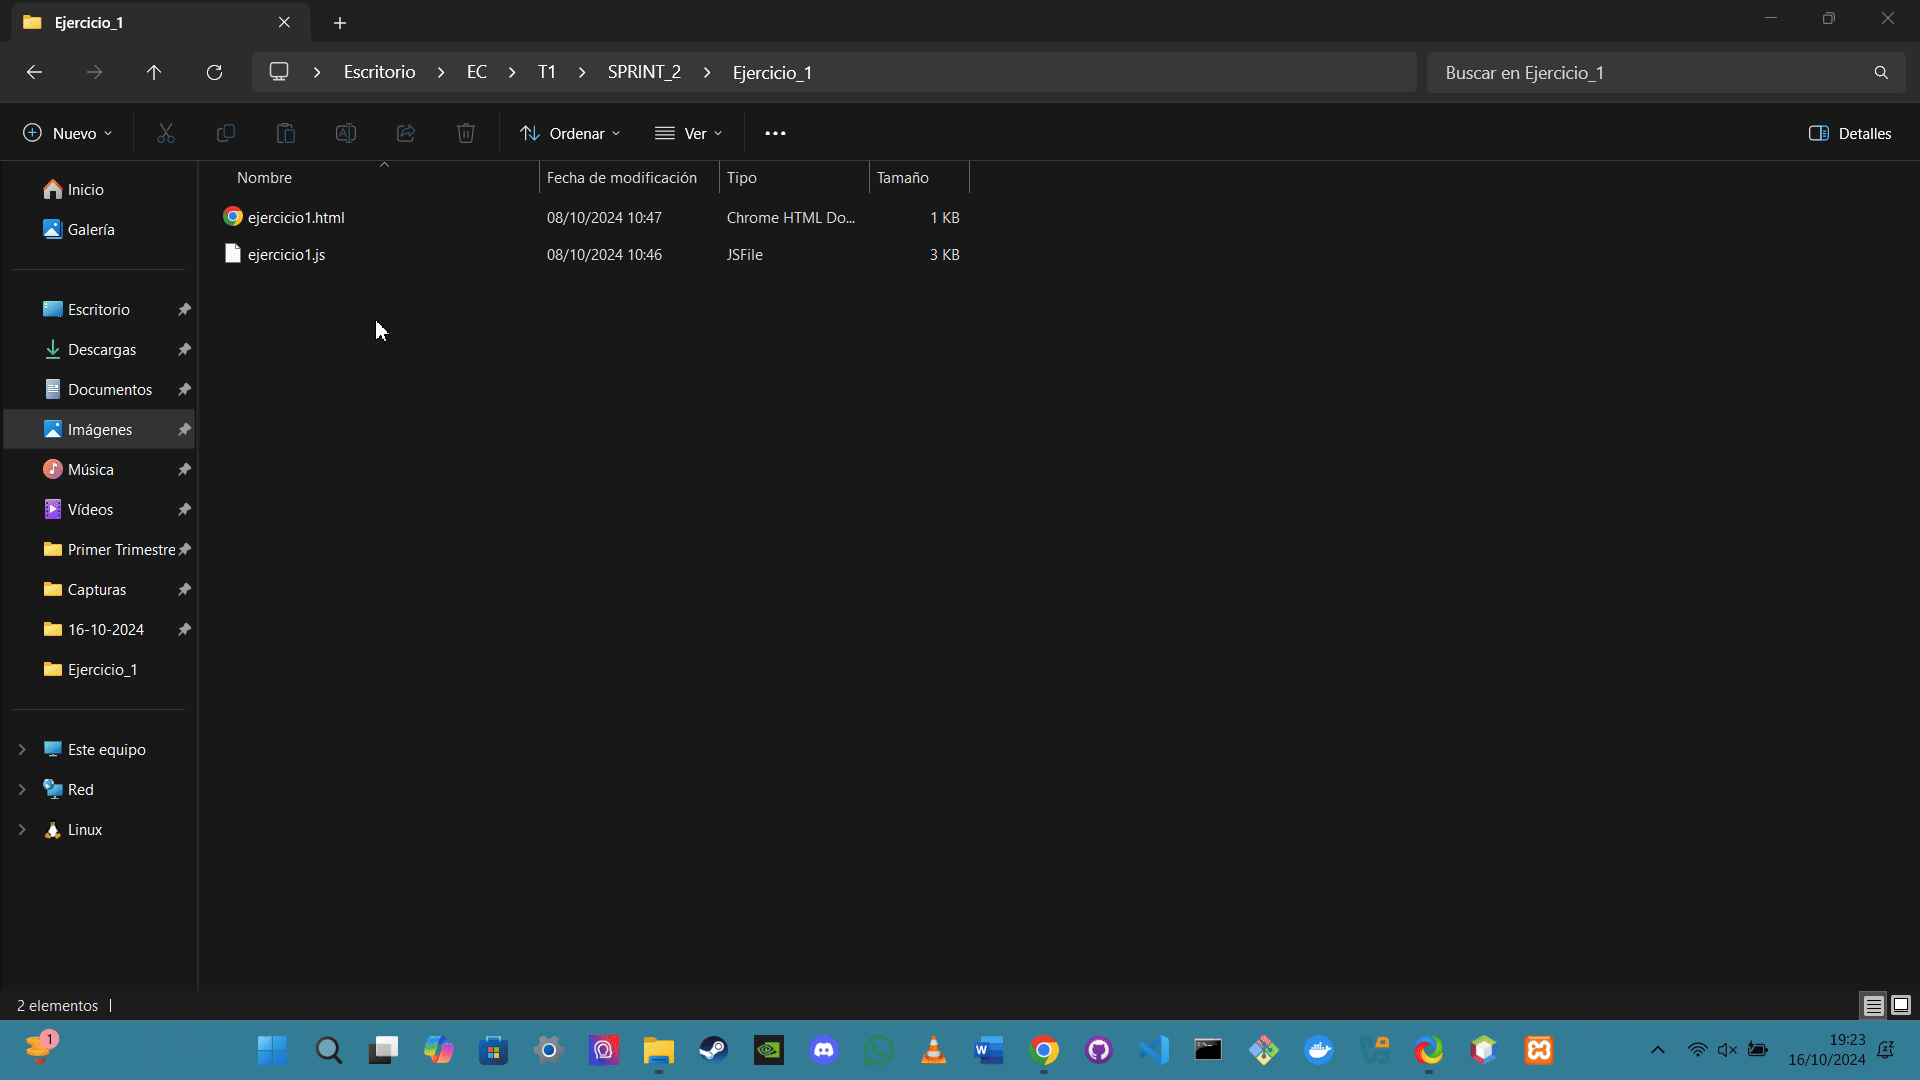 Ejercicio_1
Escritorio > EC > T1 > SPRINT_2 > Ejercicio_1
Buscar en Ejercicio_1
Nuevo
Ordenar
Ver
Detalles
Nombre
Fecha de modificación
Tipo
Tamaño
ejercicio1.html
08/10/2024 10:47
Chrome HTML Do...
1 KB
ejercicio1.js
08/10/2024 10:46
JSFile
3 KB
Inicio
Galería
Escritorio
Descargas
Documentos
Imágenes
Música
Vídeos
Primer Trimestre
Capturas
16-10-2024
Ejercicio_1
Este equipo
Red
Linux
2 elementos
1
19:23
16/10/2024